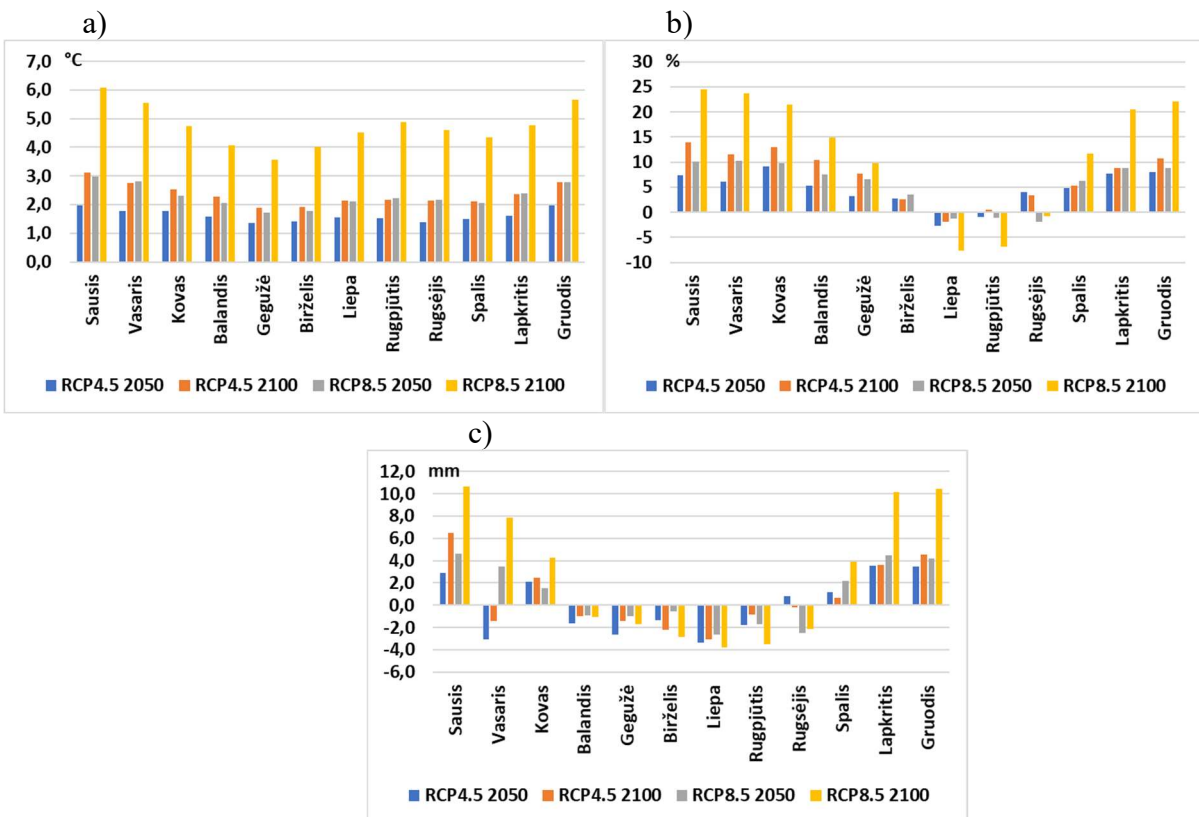 a)
°C
7,0
6,0
5,0
4,0
3,0
2,0
1,0
0,0
Sausis
Vasaris
Kovas
Balandis
Gegužė
Birželis
Liepa
Rugpjūtis
Rugsėjis
Spalis
Lapkritis
Gruodis
RCP4.5 2050 RCP4.5 2100 RCP8.5 2050 RCP8.5 2100
b)
%
30
25
20
15
10
5
0
-5
-10
Sausis
Vasaris
Kovas
Balandis
Gegužė
Birželis
Liepa
Rugpjūtis
Rugsėjis
Spalis
Lapkritis
Gruodis
RCP4.5 2050 RCP4.5 2100 RCP8.5 2050 RCP8.5 2100
c)
mm
12,0
10,0
8,0
6,0
4,0
2,0
0,0
-2,0
-4,0
-6,0
Sausis
Vasaris
Kovas
Balandis
Gegužė
Birželis
Liepa
Rugpjūtis
Rugsėjis
Spalis
Lapkritis
Gruodis
RCP4.5 2050 RCP4.5 2100 RCP8.5 2050 RCP8.5 2100